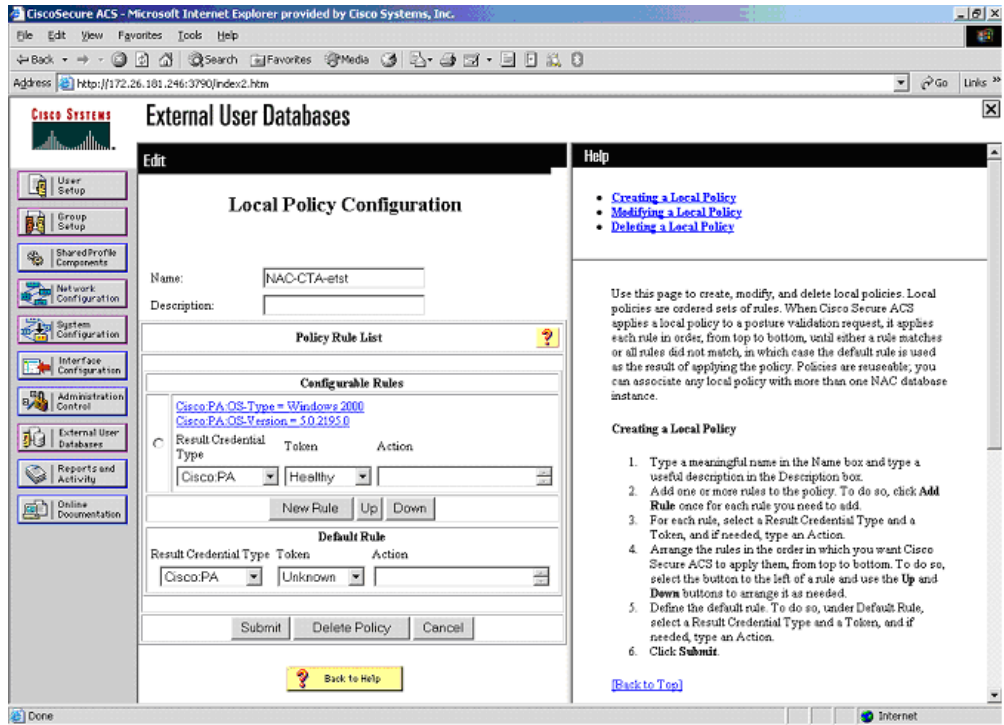 CiscoSecure ACS - Microsoft Internet Explorer provided by Cisco Systems, Inc.
File Edit View Favorites Tools Help
Back Search Favorites Media
Address http://172.26.181.246:3790/index2.htm Go Links »
CISCO SYSTEMS
External User Databases
User Setup
Group Setup
Shared Profile Components
Network Configuration
System Configuration
Interface Configuration
Administration Control
External User Databases
Reports and Activity
Online Documentation
Edit
Local Policy Configuration
Name: NAC-CTA-etst
Description:
Policy Rule List
Configurable Rules
Cisco:PA:OS-Type = Windows 2000
Cisco:PA:OS-Version = 5.0.2195.0
Result Credential Type Token Action
Cisco:PA Healthy
New Rule Up Down
Default Rule
Result Credential Type Token Action
Cisco:PA Unknown
Submit Delete Policy Cancel
Back to Help
Help
Creating a Local Policy
Modifying a Local Policy
Deleting a Local Policy
Use this page to create, modify, and delete local policies. Local
policies are ordered sets of rules. When Cisco Secure ACS
applies a local policy to a posture validation request, it applies
each rule in order, from top to bottom, until either a rule matches
or all rules did not match, in which case the default rule is used
as the result of applying the policy. Policies are reuseable; you
can associate any local policy with more than one NAC database
instance.
Creating a Local Policy
1. Type a meaningful name in the Name box and type a
useful description in the Description box.
2. Add one or more rules to the policy. To do so, click Add
Rule once for each rule you need to add.
3. For each rule, select a Result Credential Type and a
Token, and if needed, type an Action.
4. Arrange the rules in the order in which you want Cisco
Secure ACS to apply them, from top to bottom. To do so,
select the button to the left of a rule and use the Up and
Down buttons to arrange it as needed.
5. Define the default rule. To do so, under Default Rule,
select a Result Credential Type and a Token, and if
needed, type an Action.
6. Click Submit.
[Back to Top]
Done Internet